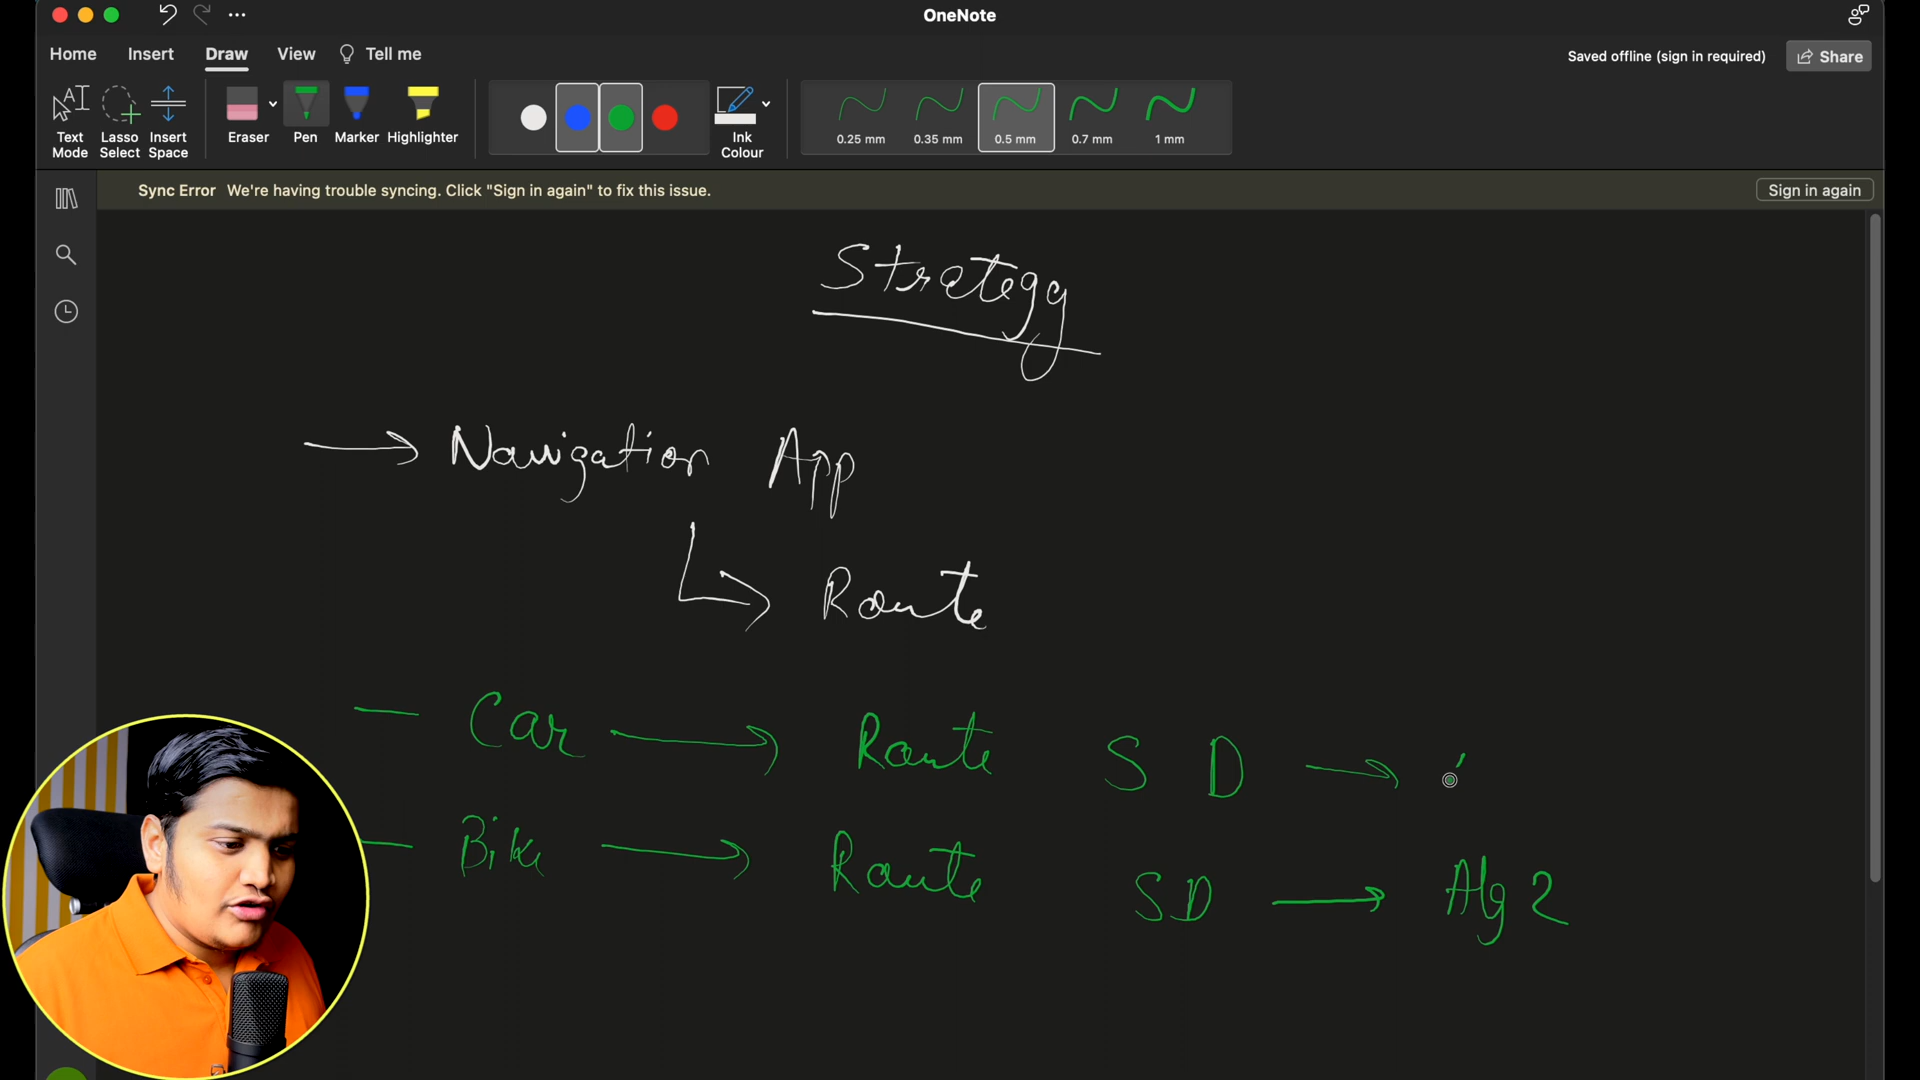 OneNote
Home Insert Draw View Tell me
Saved offline (sign in required) Share
Text Mode
Lasso Select
Insert Space
Eraser
Pen
Marker
Highlighter
Ink Colour
0.25 mm
0.35 mm
0.5 mm
0.7 mm
1 mm
Sync Error We're having trouble syncing. Click "Sign in again" to fix this issue.
Sign in again
Strategy
→ Navigation App
Route
— Car → Route S D →
— Bike → Route SD → Alg 2